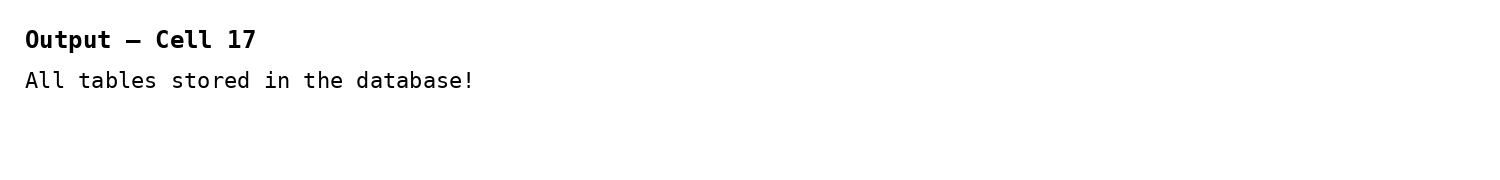 Output — Cell 17
All tables stored in the database!